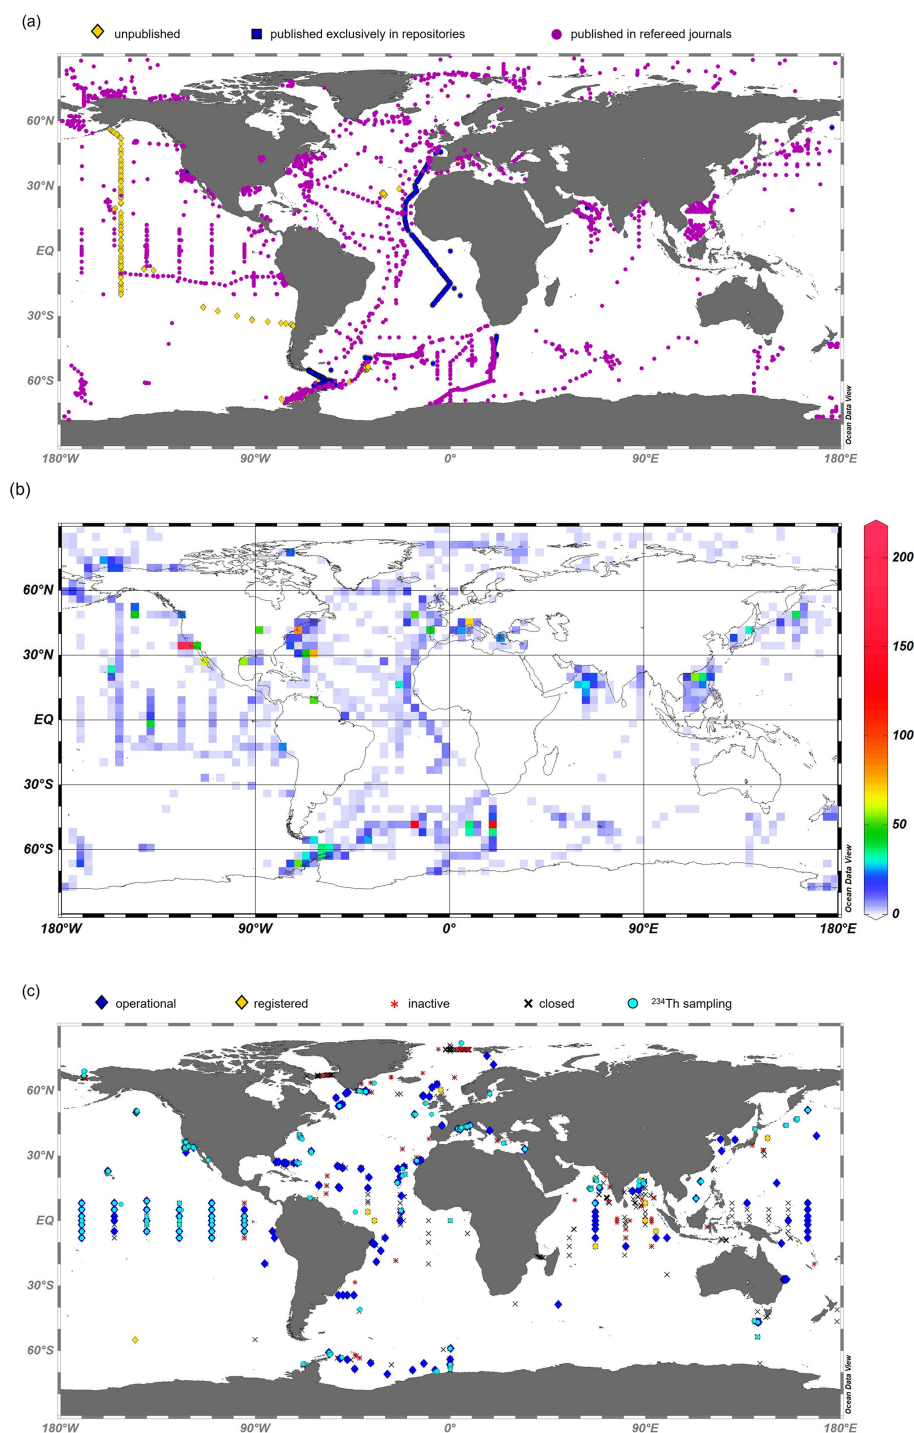 (a)
unpublished published exclusively in repositories published in refereed journals
60°N
30°N
EQ
30°S
60°S
Ocean Data View
180°W 90°W 0° 90°E 180°E
(b)
60°N
30°N
EQ
30°S
60°S
Ocean Data View
180°W 90°W 0° 90°E 180°E
200
150
100
50
0
(c)
operational registered inactive closed ²³⁴Th sampling
60°N
30°N
EQ
30°S
60°S
Ocean Data View
180°W 90°W 0° 90°E 180°E